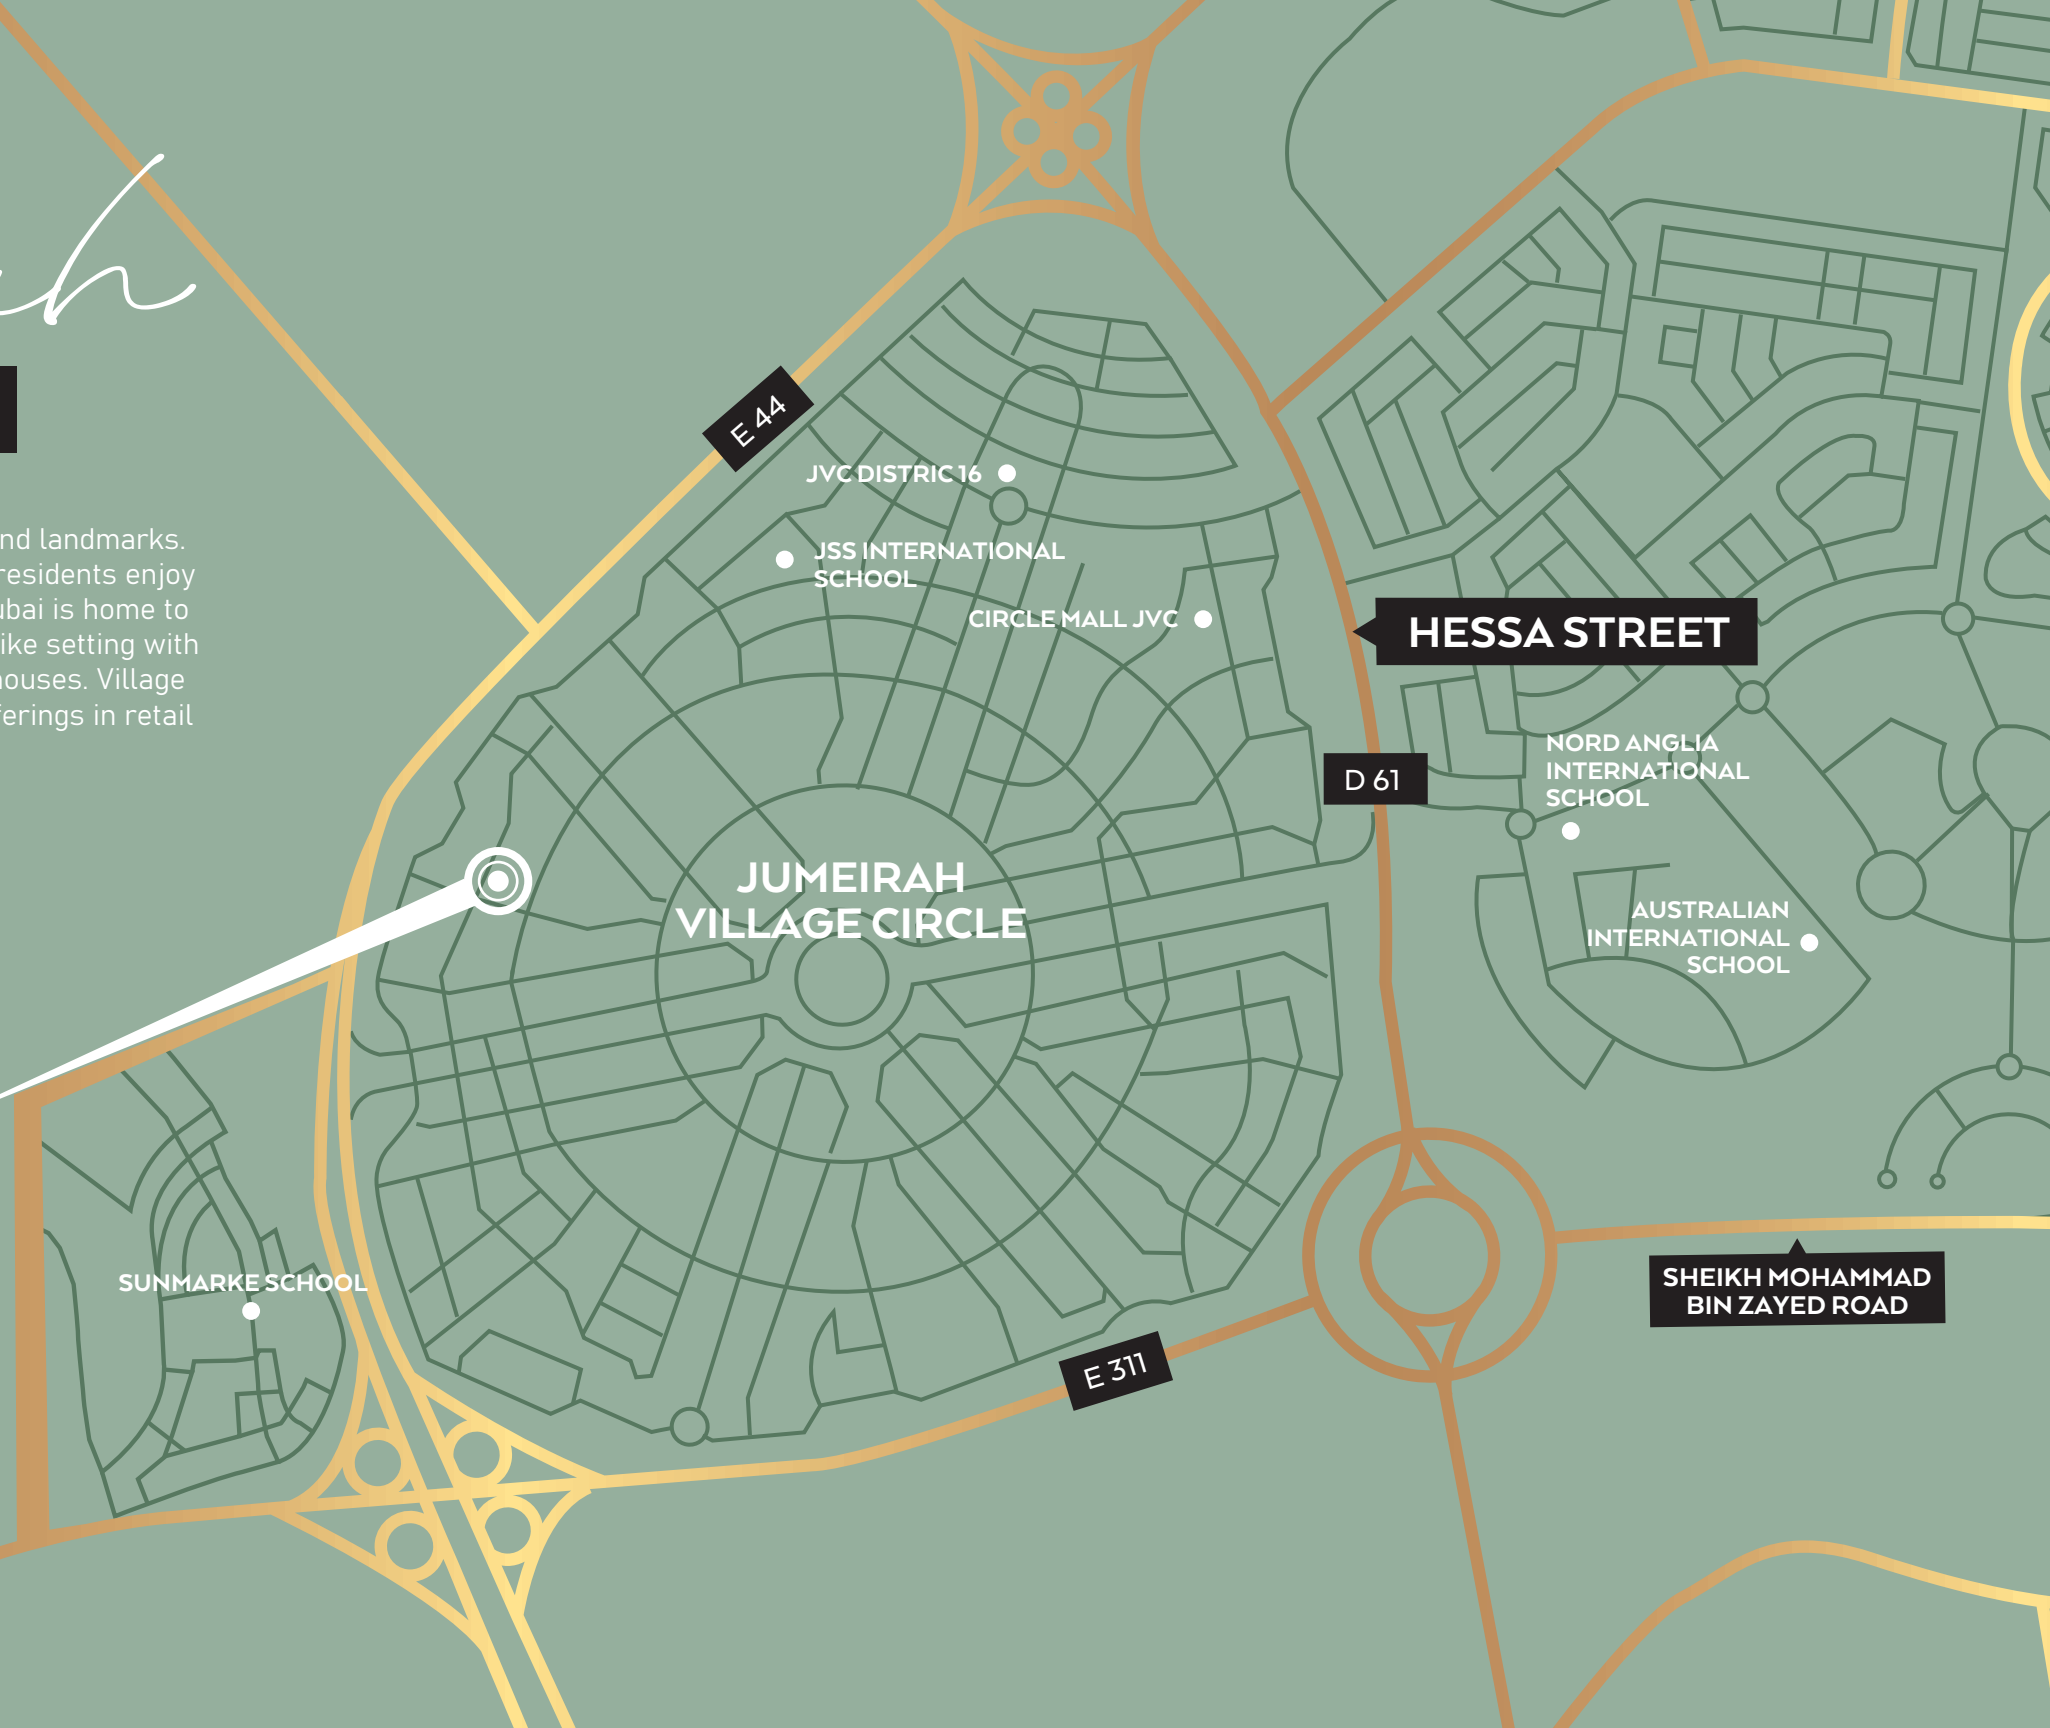 nd landmarks.
residents enjoy
ubai is home to
ike setting with
ouses. Village
ferings in retail
E 44
JVC DISTRIC 16
JSS INTERNATIONAL
SCHOOL
CIRCLE MALL JVC
HESSA STREET
D 61
NORD ANGLIA
INTERNATIONAL
SCHOOL
JUMEIRAH
VILLAGE CIRCLE
AUSTRALIAN
INTERNATIONAL
SCHOOL
SUNMARKE SCHOOL
SHEIKH MOHAMMAD
BIN ZAYED ROAD
E 311